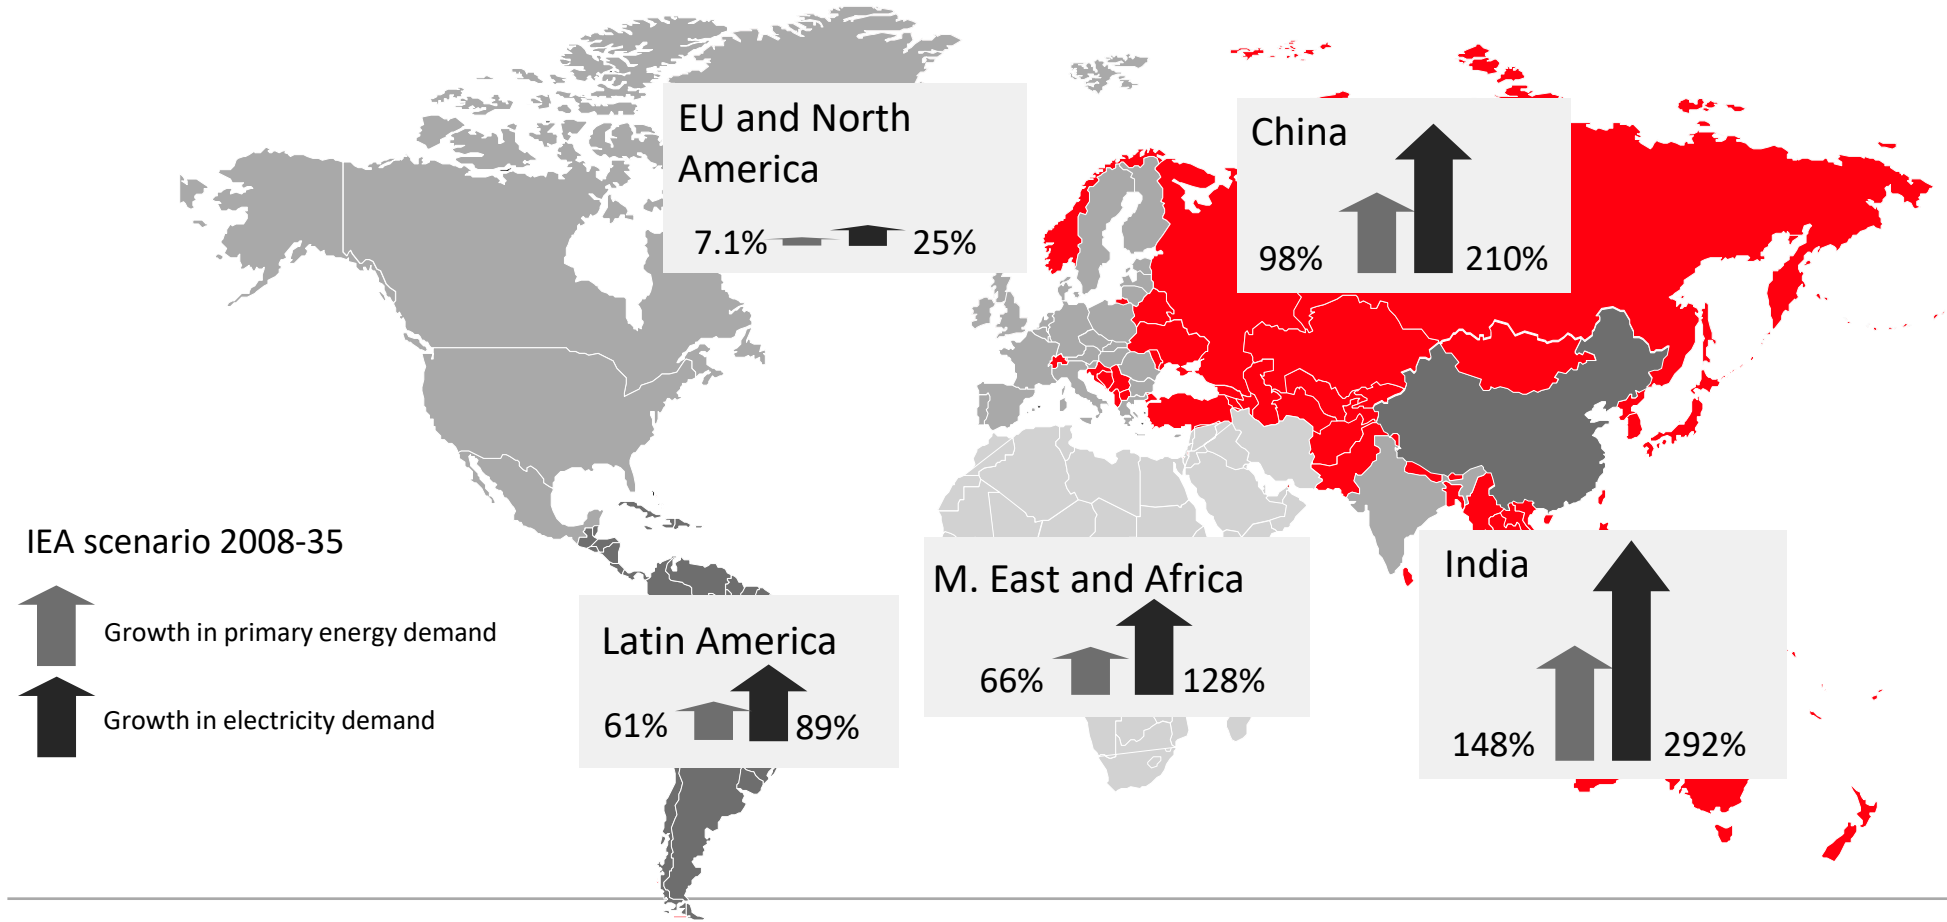 EU and North
America
7.1%
25%
China
98%
210%
IEA scenario 2008-35
Growth in primary energy demand
Growth in electricity demand
Latin America
61%
89%
M. East and Africa
66%
128%
India
148%
292%